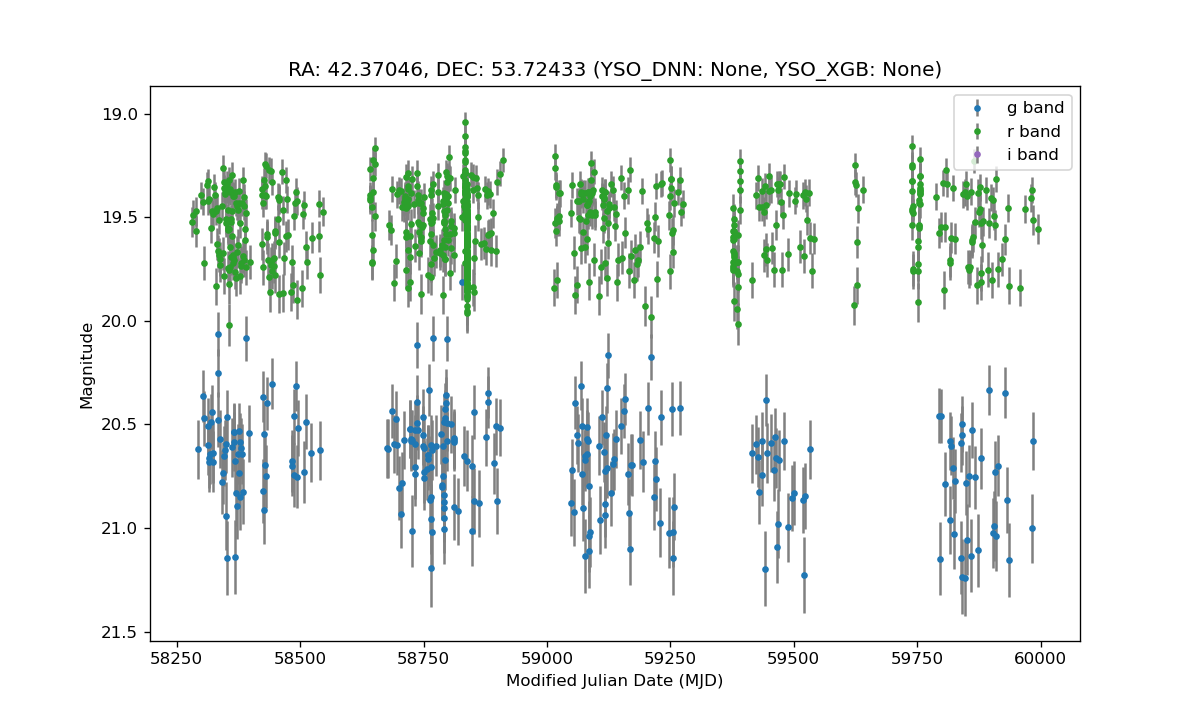 RA: 42.37046, DEC: 53.72433 (YSO_DNN: None, YSO_XGB: None)
g band
r band
i band
19.0
19.5
20.0
20.5
21.0
21.5
Magnitude
58250 58500 58750 59000 59250 59500 59750 60000
Modified Julian Date (MJD)